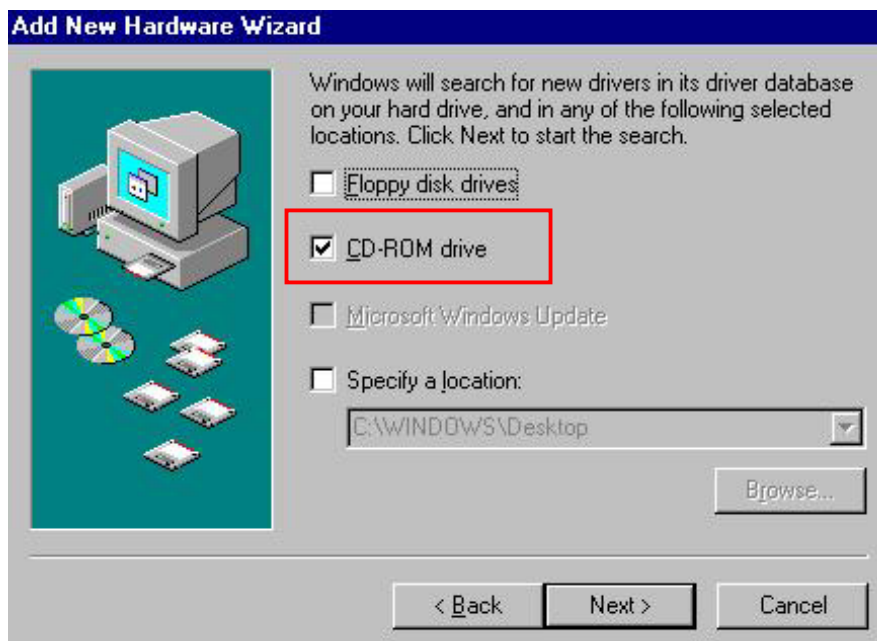 Add New Hardware Wizard
Windows will search for new drivers in its driver database
on your hard drive, and in any of the following selected
locations. Click Next to start the search.
Floppy disk drives
CD-ROM drive
Microsoft Windows Update
Specify a location:
C:\WINDOWS\Desktop
Browse...
< Back
Next >
Cancel